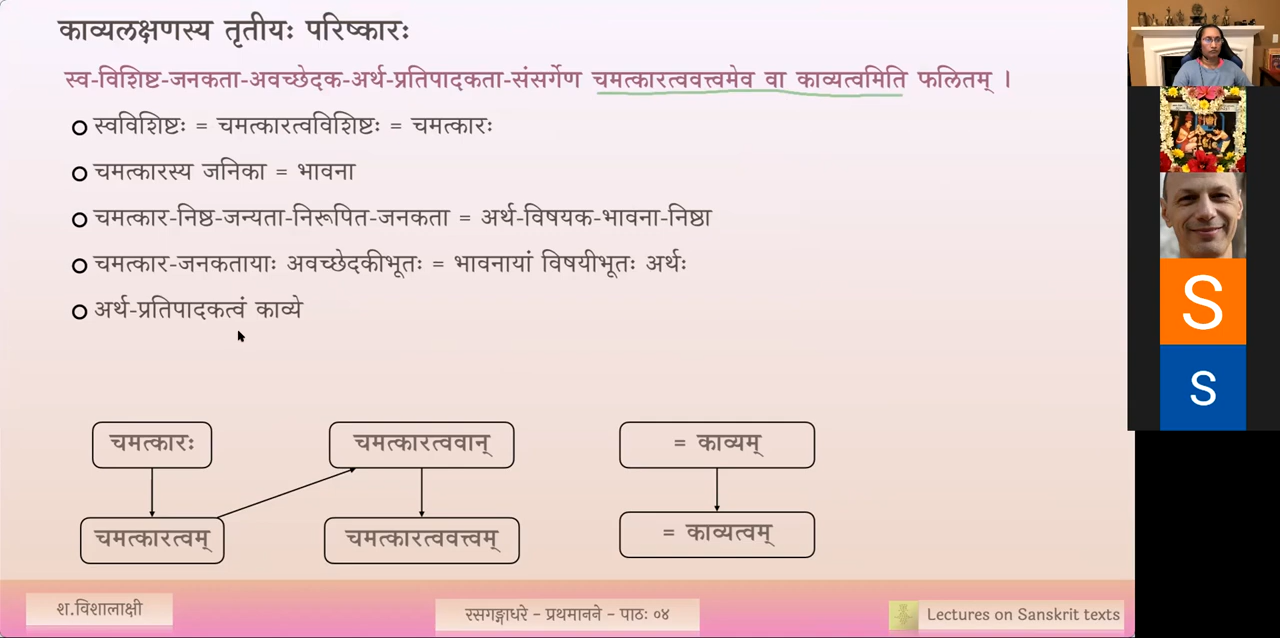 काव्यलक्षणस्य तृतीयः परिष्कारः
स्व-विशिष्ट-जनकता-अवच्छेदक-अर्थ-प्रतिपादकता-संसर्गेण चमत्कारत्ववत्त्वमेव वा काव्यत्वमिति फलितम् ।
स्वविशिष्टः = चमत्कारत्वविशिष्टः = चमत्कारः
चमत्कारस्य जनिका = भावना
चमत्कार-निष्ठ-जन्यता-निरूपित-जनकता = अर्थ-विषयक-भावना-निष्ठा
चमत्कार-जनकतायाः अवच्छेदकीभूतः = भावनायां विषयीभूतः अर्थः
अर्थ-प्रतिपादकत्वं काव्ये
चमत्कारः
चमत्कारत्ववान्
= काव्यम्
चमत्कारत्वम्
चमत्कारत्ववत्त्वम्
= काव्यत्वम्
श.विशालाक्षी
रसगङ्गाधरे - प्रथमानने - पाठः ०४
Lectures on Sanskrit texts
S
S